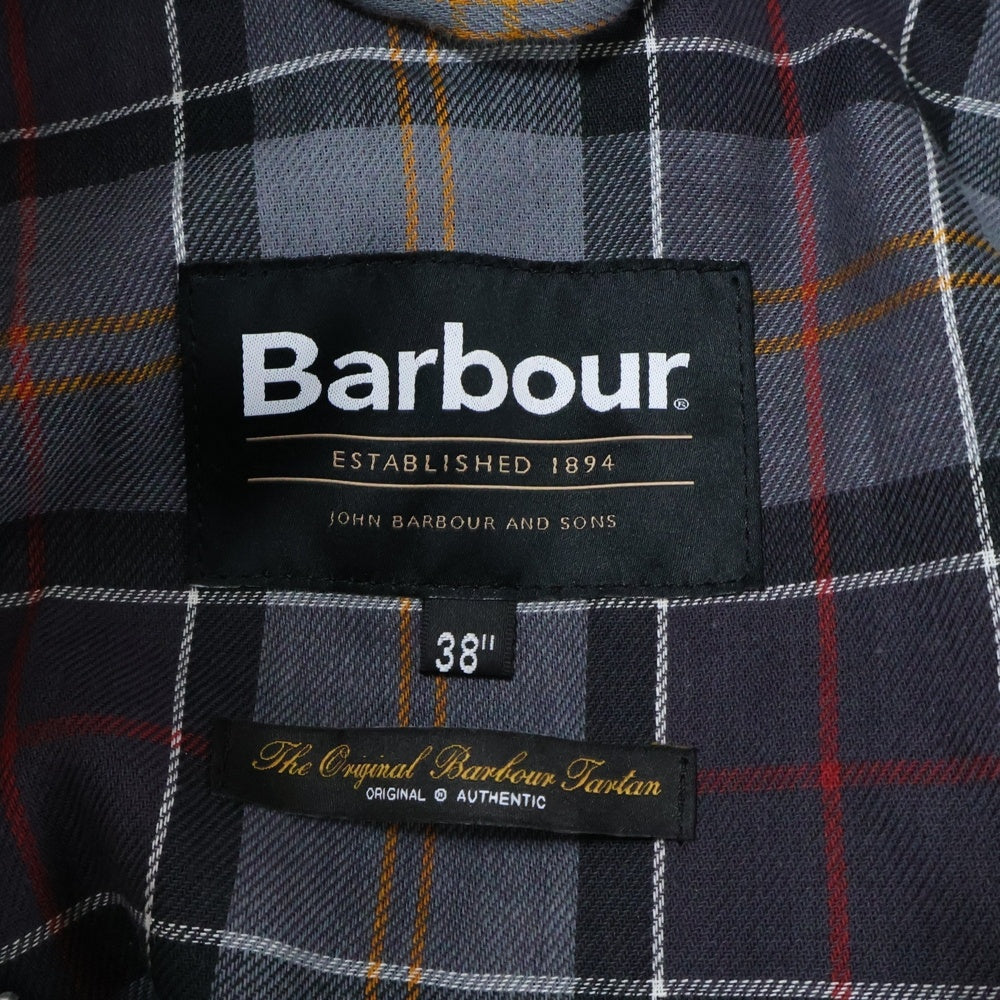 Barbour®
ESTABLISHED 1894
JOHN BARBOUR AND SONS
38"
The Original Barbour Tartan
ORIGINAL ® AUTHENTIC